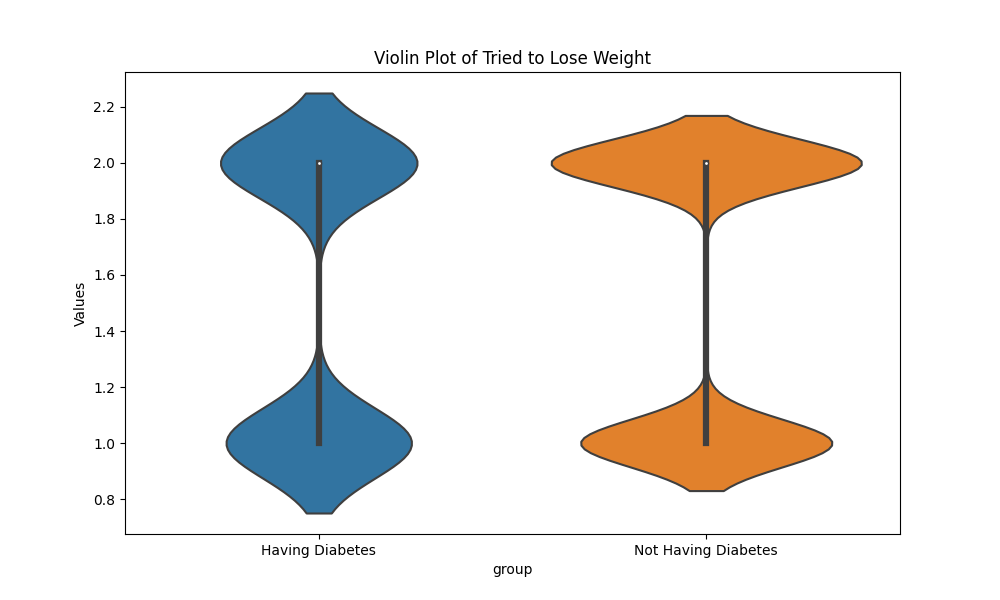 Violin Plot of Tried to Lose Weight
2.2
2.0
1.8
1.6
1.4
1.2
1.0
0.8
Values
Having Diabetes
Not Having Diabetes
group